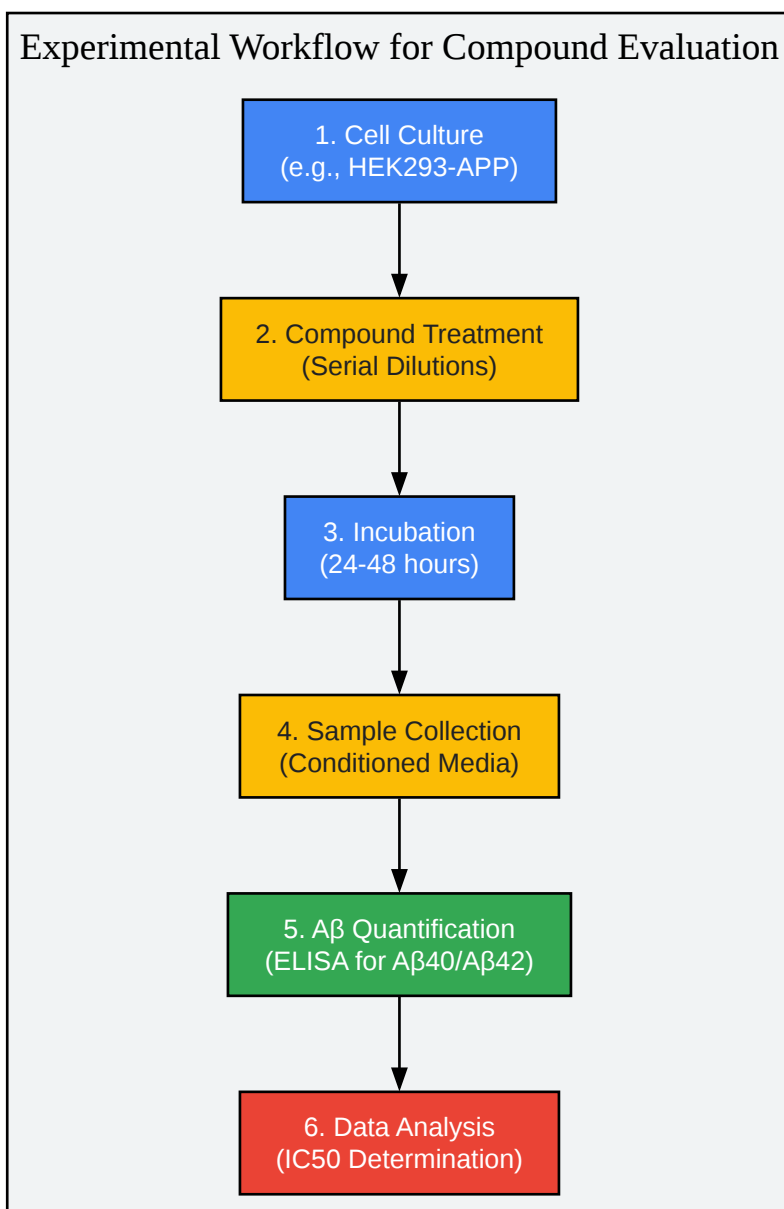 Experimental Workflow for Compound Evaluation
1. Cell Culture
(e.g., HEK293-APP)
2. Compound Treatment
(Serial Dilutions)
3. Incubation
(24-48 hours)
4. Sample Collection
(Conditioned Media)
5. Aβ Quantification
(ELISA for Aβ40/Aβ42)
6. Data Analysis
(IC50 Determination)